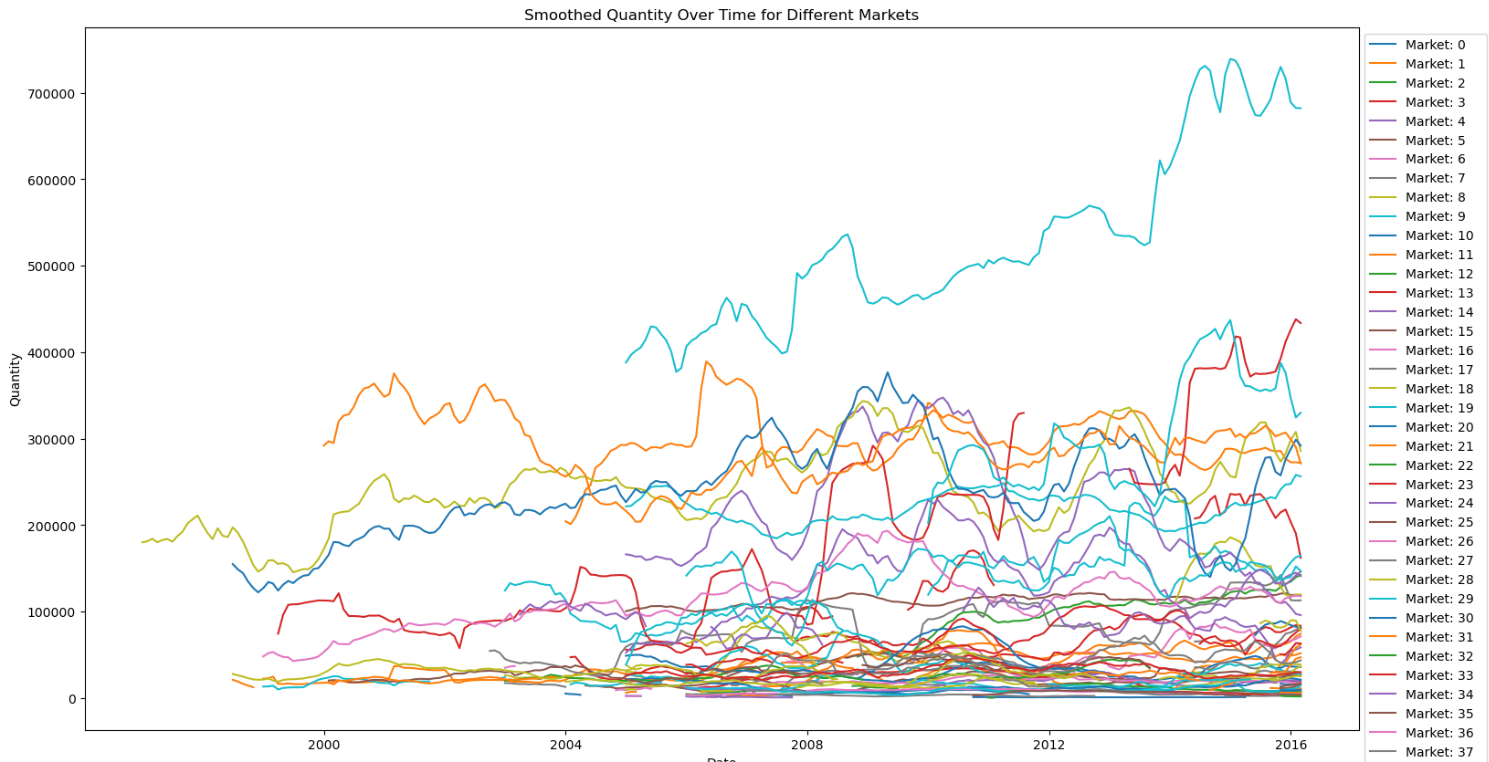 Smoothed Quantity Over Time for Different Markets
Quantity
700000
600000
500000
400000
300000
200000
100000
0
2000 2004 2008 2012 2016
Date
Market: 0
Market: 1
Market: 2
Market: 3
Market: 4
Market: 5
Market: 6
Market: 7
Market: 8
Market: 9
Market: 10
Market: 11
Market: 12
Market: 13
Market: 14
Market: 15
Market: 16
Market: 17
Market: 18
Market: 19
Market: 20
Market: 21
Market: 22
Market: 23
Market: 24
Market: 25
Market: 26
Market: 27
Market: 28
Market: 29
Market: 30
Market: 31
Market: 32
Market: 33
Market: 34
Market: 35
Market: 36
Market: 37